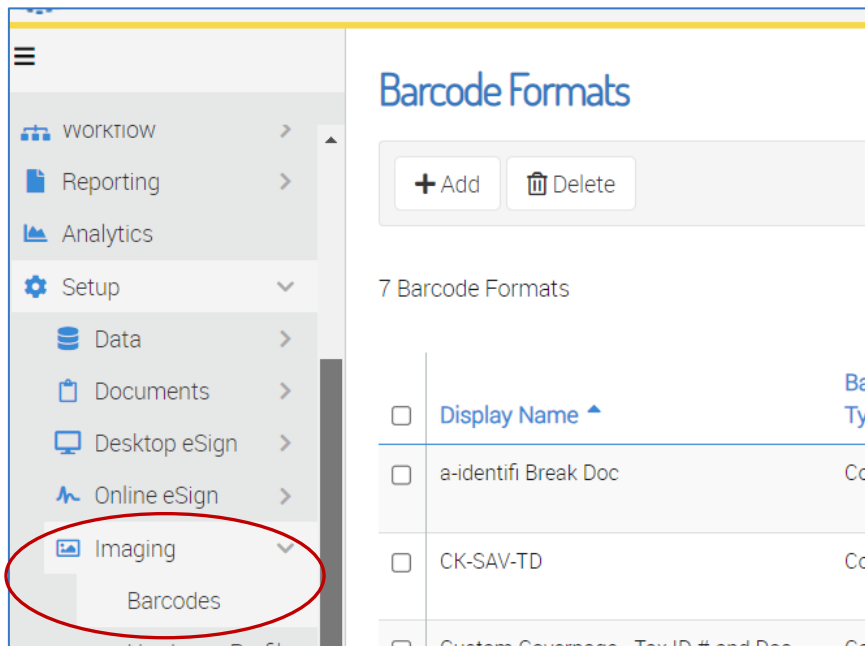 Workflow
Reporting
Analytics
Setup
Data
Documents
Desktop eSign
Online eSign
Imaging
Barcodes
Barcode Formats
Add
Delete
7 Barcode Formats
Display Name
a-identifi Break Doc
CK-SAV-TD